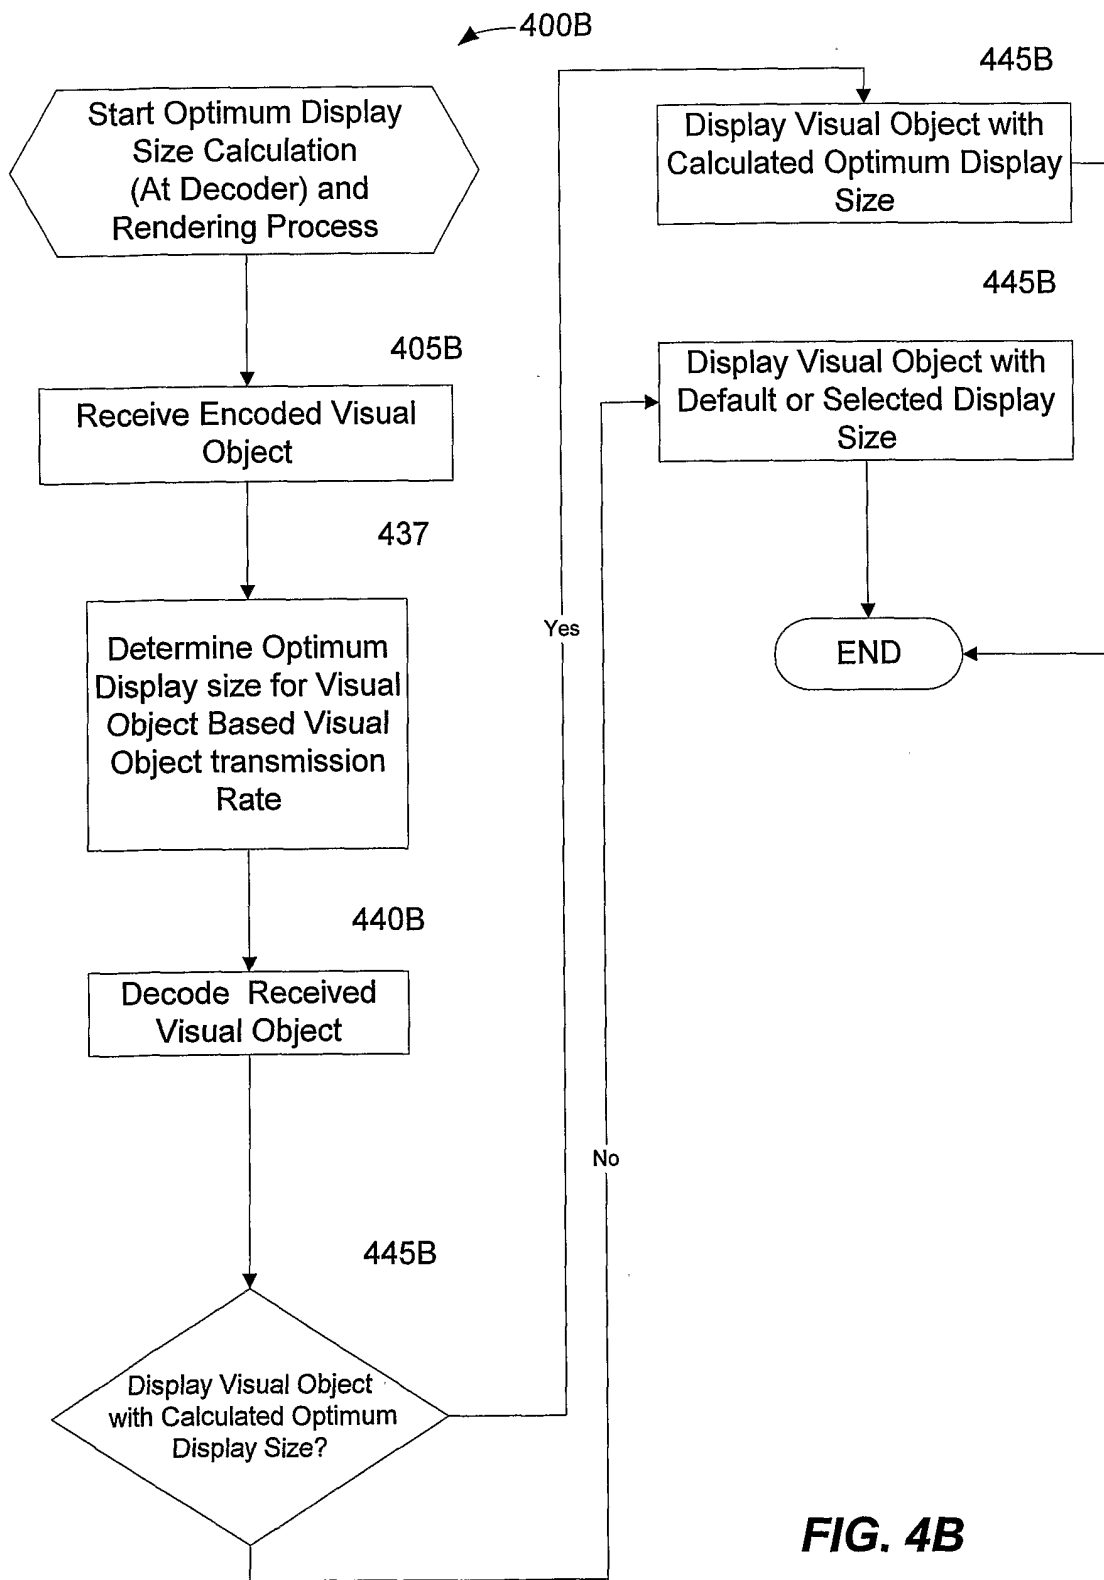 400B
Start Optimum Display
Size Calculation
(At Decoder) and
Rendering Process
405B
Receive Encoded Visual
Object
437
Determine Optimum
Display size for Visual
Object Based Visual
Object transmission
Rate
440B
Decode Received
Visual Object
445B
Display Visual Object
with Calculated Optimum
Display Size?
Yes
No
445B
Display Visual Object with
Calculated Optimum Display
Size
445B
Display Visual Object with
Default or Selected Display
Size
END
FIG. 4B